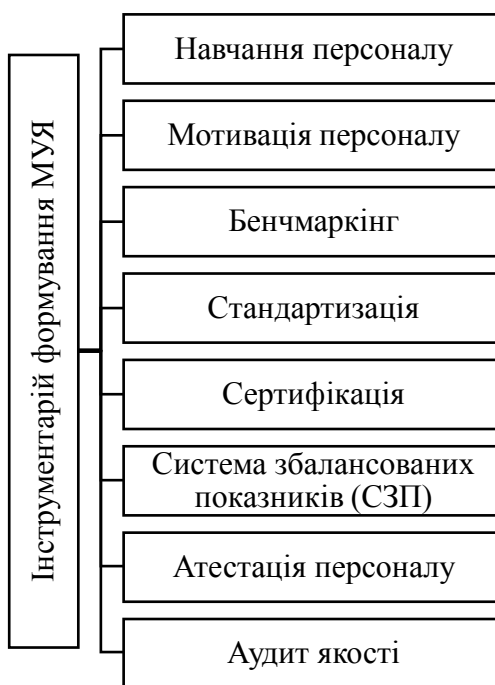 Інструментарій формування МУЯ
Навчання персоналу
Мотивація персоналу
Бенчмаркінг
Стандартизація
Сертифікація
Система збалансованих
показників (СЗП)
Атестація персоналу
Аудит якості